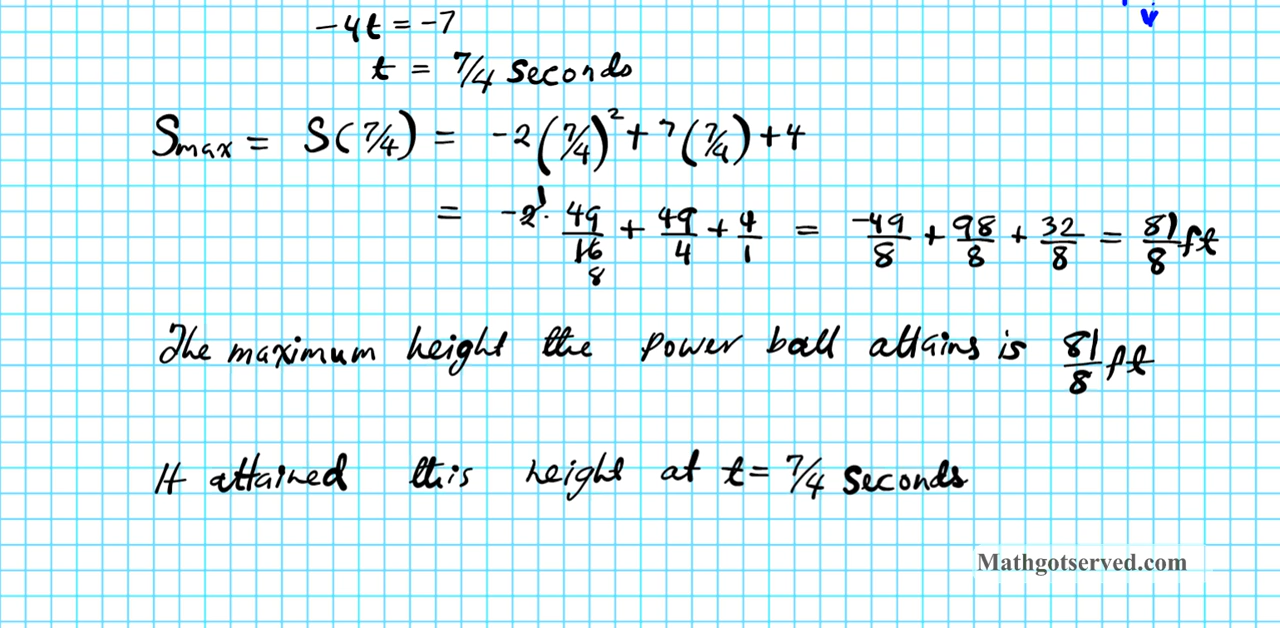 -4t = -7
t = 7/4 seconds
Smax = S(7/4) = -2(7/4)²+7(7/4)+4
= -2¹· 49/16 8 + 49/4 + 4/1 = -49/8 + 98/8 + 32/8 = 81/8 ft
The maximum height the power ball attains is 81/8 ft
It attained this height at t= 7/4 seconds
Mathgotserved.com